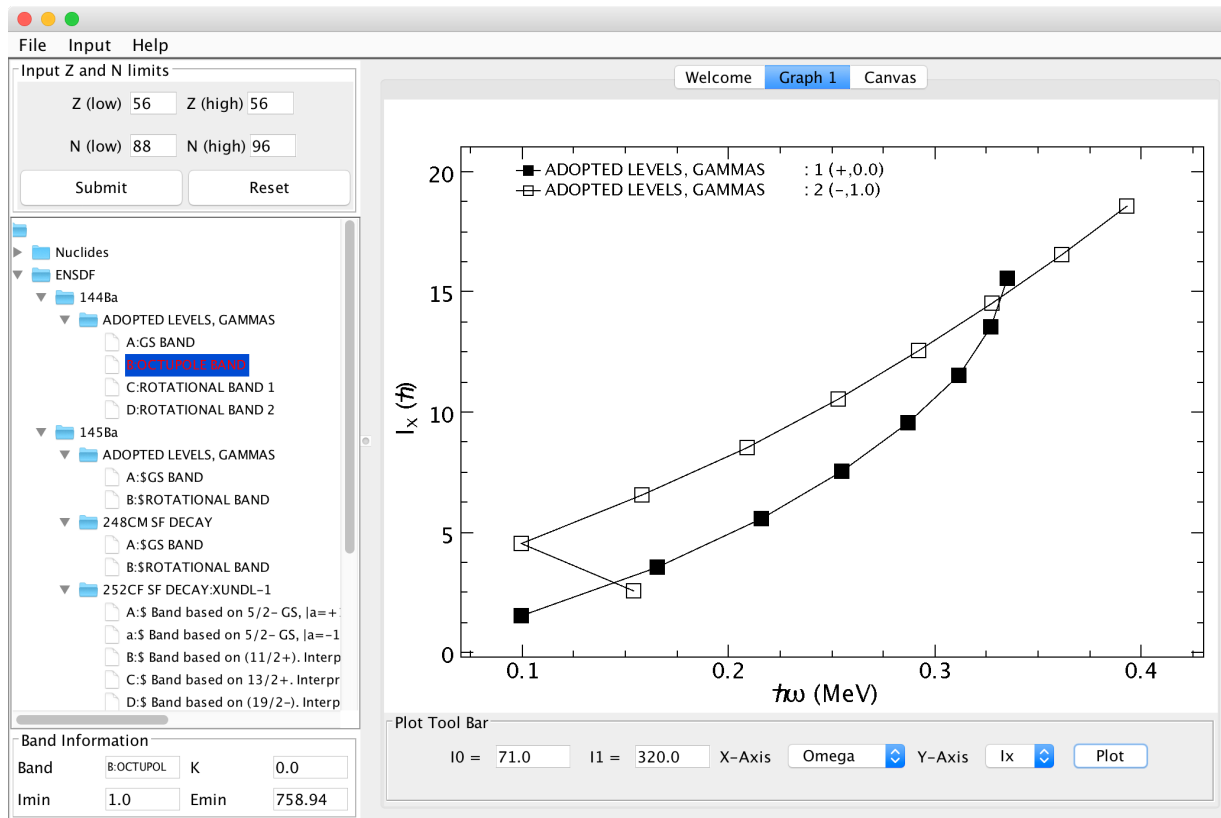 File Input Help
Input Z and N limits
Z (low) 56 Z (high) 56
N (low) 88 N (high) 96
Submit Reset
Nuclides
ENSDF
144Ba
ADOPTED LEVELS, GAMMAS
A:GS BAND
B:OCTUPOLE BAND
C:ROTATIONAL BAND 1
D:ROTATIONAL BAND 2
145Ba
ADOPTED LEVELS, GAMMAS
A:$GS BAND
B:$ROTATIONAL BAND
248CM SF DECAY
A:$GS BAND
B:$ROTATIONAL BAND
252CF SF DECAY:XUNDL-1
A:$ Band based on 5/2- GS, |a=+1
a:$ Band based on 5/2- GS, |a=-1
B:$ Band based on (11/2+). Interp
C:$ Band based on 13/2+. Interpr
D:$ Band based on (19/2-). Interp
Band Information
Band B:OCTUPOL K 0.0
Imin 1.0 Emin 758.94
Welcome Graph 1 Canvas
ADOPTED LEVELS, GAMMAS : 1 (+,0.0)
ADOPTED LEVELS, GAMMAS : 2 (-,1.0)
20
15
10
5
0
Ix (ℏ)
0.1 0.2 0.3 0.4
ℏω (MeV)
Plot Tool Bar
I0 = 71.0 I1 = 320.0 X-Axis Omega Y-Axis Ix Plot